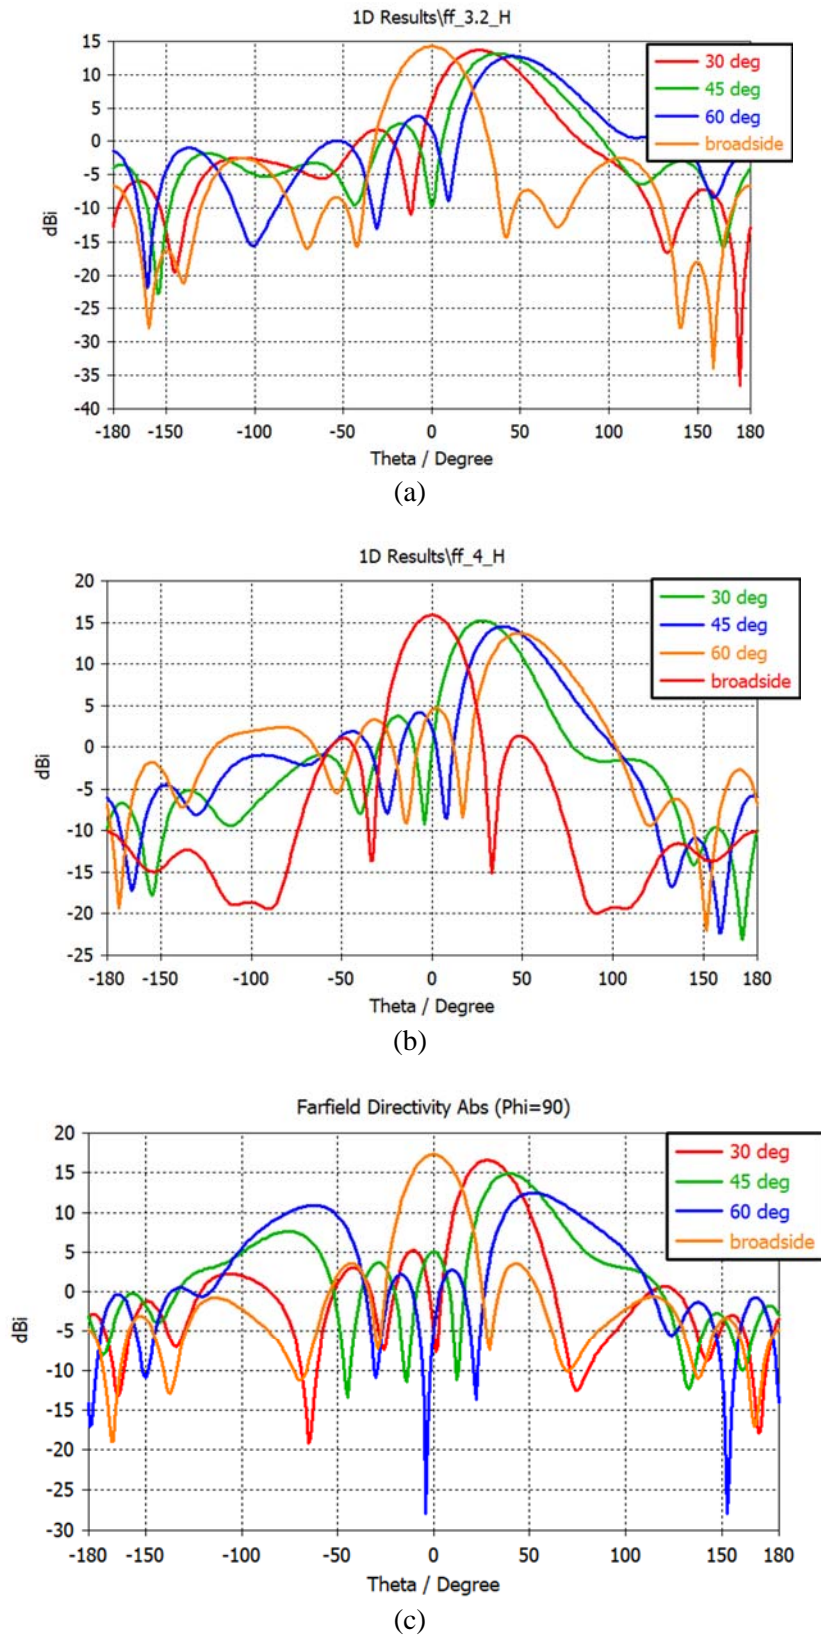 1D Results\ff_3.2_H
15
10
5
0
-5
-10
-15
-20
-25
-30
-35
-40
dBi
-180 -150 -100 -50 0 50 100 150 180
Theta / Degree
30 deg
45 deg
60 deg
broadside
(a)
1D Results\ff_4_H
20
15
10
5
0
-5
-10
-15
-20
-25
dBi
-180 -150 -100 -50 0 50 100 150 180
Theta / Degree
30 deg
45 deg
60 deg
broadside
(b)
Farfield Directivity Abs (Phi=90)
20
15
10
5
0
-5
-10
-15
-20
-25
-30
dBi
-180 -150 -100 -50 0 50 100 150 180
Theta / Degree
30 deg
45 deg
60 deg
broadside
(c)